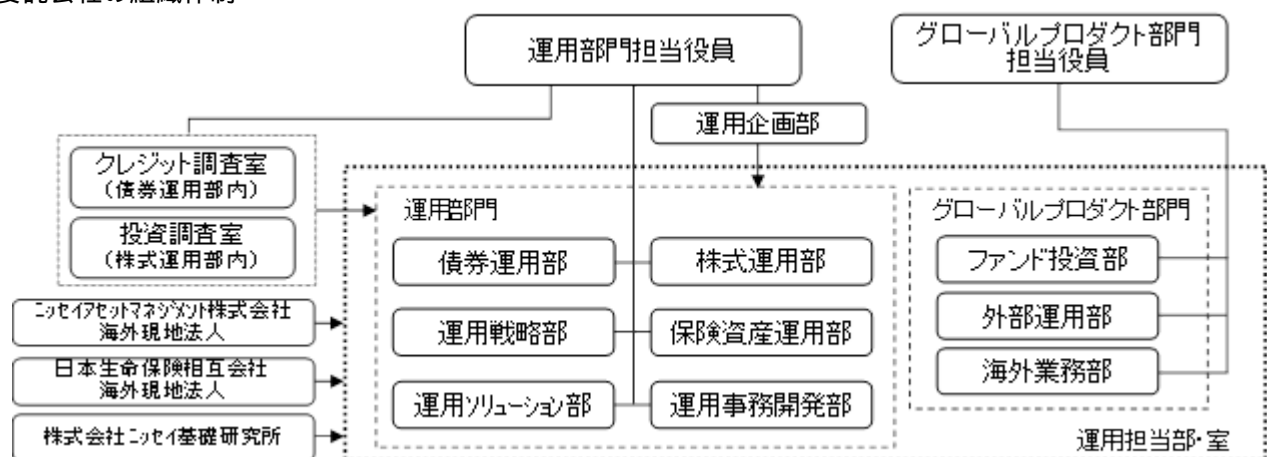 委託会社の組織体制
運用部門担当役員
グローバルプロダクト部門
担当役員
運用企画部
クレジット調査室
(債券運用部内)
投資調査室
(株式運用部内)
運用部門
債券運用部
株式運用部
運用戦略部
保険資産運用部
運用ソリューション部
運用事務開発部
グローバルプロダクト部門
ファンド投資部
外部運用部
海外業務部
ニッセイアセットマネジメント株式会社
海外現地法人
日本生命保険相互会社
海外現地法人
株式会社ニッセイ基礎研究所
運用担当部・室